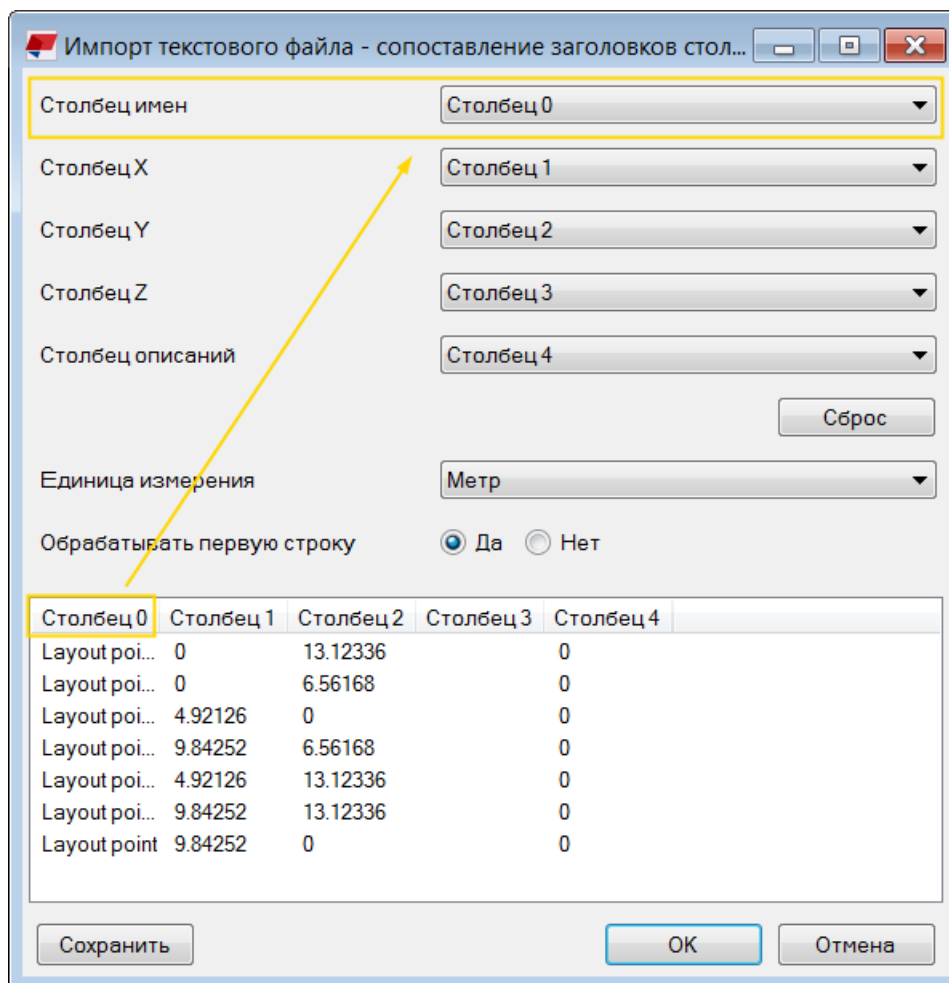 Импорт текстового файла - сопоставление заголовков стол...
Столбец имен Столбец 0
Столбец X Столбец 1
Столбец Y Столбец 2
Столбец Z Столбец 3
Столбец описаний Столбец 4
Сброс
Единица измерения Метр
Обрабатывать первую строку Да Нет
Столбец 0 Столбец 1 Столбец 2 Столбец 3 Столбец 4
Layout poi... 0 13.12336 0
Layout poi... 0 6.56168 0
Layout poi... 4.92126 0 0
Layout poi... 9.84252 6.56168 0
Layout poi... 4.92126 13.12336 0
Layout poi... 9.84252 13.12336 0
Layout point 9.84252 0 0
Сохранить OK Отмена